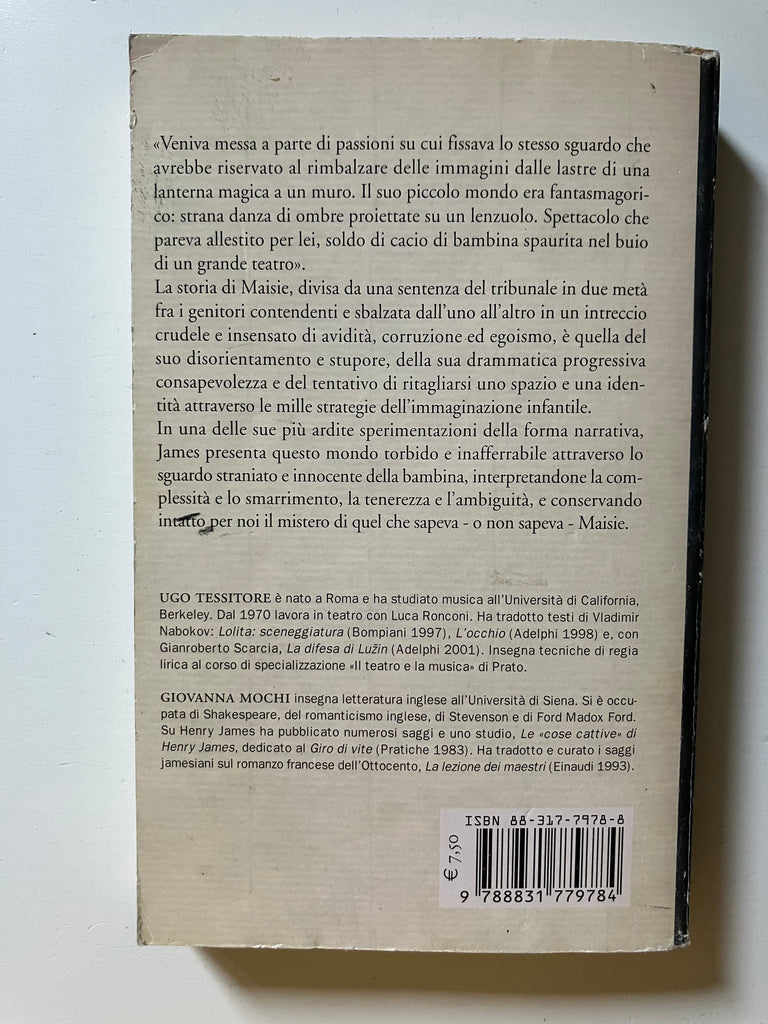 «Veniva messa a parte di passioni su cui fissava lo stesso sguardo che
avrebbe riservato al rimbalzare delle immagini dalle lastre di una
lanterna magica a un muro. Il suo piccolo mondo era fantasmagori-
co: strana danza di ombre proiettate su un lenzuolo. Spettacolo che
pareva allestito per lei, soldo di cacio di bambina spaurita nel buio
di un grande teatro».
La storia di Maisie, divisa da una sentenza del tribunale in due metà
fra i genitori contendenti e sbalzata dall'uno all'altro in un intreccio
crudele e insensato di avidità, corruzione ed egoismo, è quella del
suo disorientamento e stupore, della sua drammatica progressiva
consapevolezza e del tentativo di ritagliarsi uno spazio e una iden-
tità attraverso le mille strategie dell'immaginazione infantile.
In una delle sue più ardite sperimentazioni della forma narrativa,
James presenta questo mondo torbido e inafferrabile attraverso lo
sguardo straniato e innocente della bambina, interpretandone la com-
plessità e lo smarrimento, la tenerezza e l'ambiguità, e conservando
intatto per noi il mistero di quel che sapeva - o non sapeva - Maisie.
UGO TESSITORE è nato a Roma e ha studiato musica all'Università di California,
Berkeley. Dal 1970 lavora in teatro con Luca Ronconi. Ha tradotto testi di Vladimir
Nabokov: Lolita: sceneggiatura (Bompiani 1997), L'occhio (Adelphi 1998) e, con
Gianroberto Scarcia, La difesa di Lužin (Adelphi 2001). Insegna tecniche di regia
lirica al corso di specializzazione «Il teatro e la musica» di Prato.
GIOVANNA MOCHI insegna letteratura inglese all'Università di Siena. Si è occu-
pata di Shakespeare, del romanticismo inglese, di Stevenson e di Ford Madox Ford.
Su Henry James ha pubblicato numerosi saggi e uno studio, Le «cose cattive» di
Henry James, dedicato al Giro di vite (Pratiche 1983). Ha tradotto e curato i saggi
jamesiani sul romanzo francese dell'Ottocento, La lezione dei maestri (Einaudi 1993).
ISBN 88-317-7978-8
€ 7,50
9 788831 779784